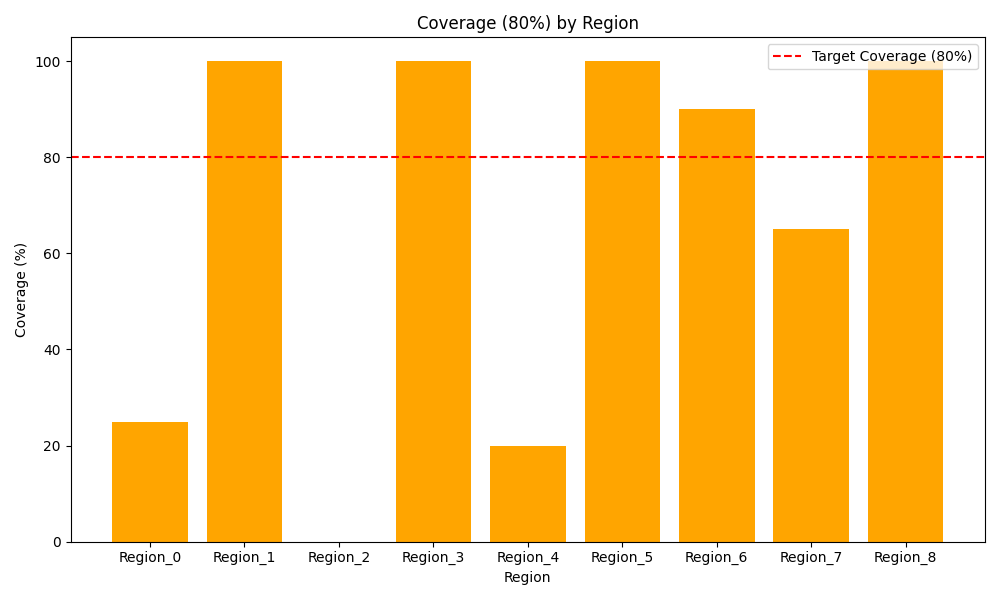 Coverage (80%) by Region
Target Coverage (80%)
Coverage (%)
100
80
60
40
20
0
Region_0 Region_1 Region_2 Region_3 Region_4 Region_5 Region_6 Region_7 Region_8
Region